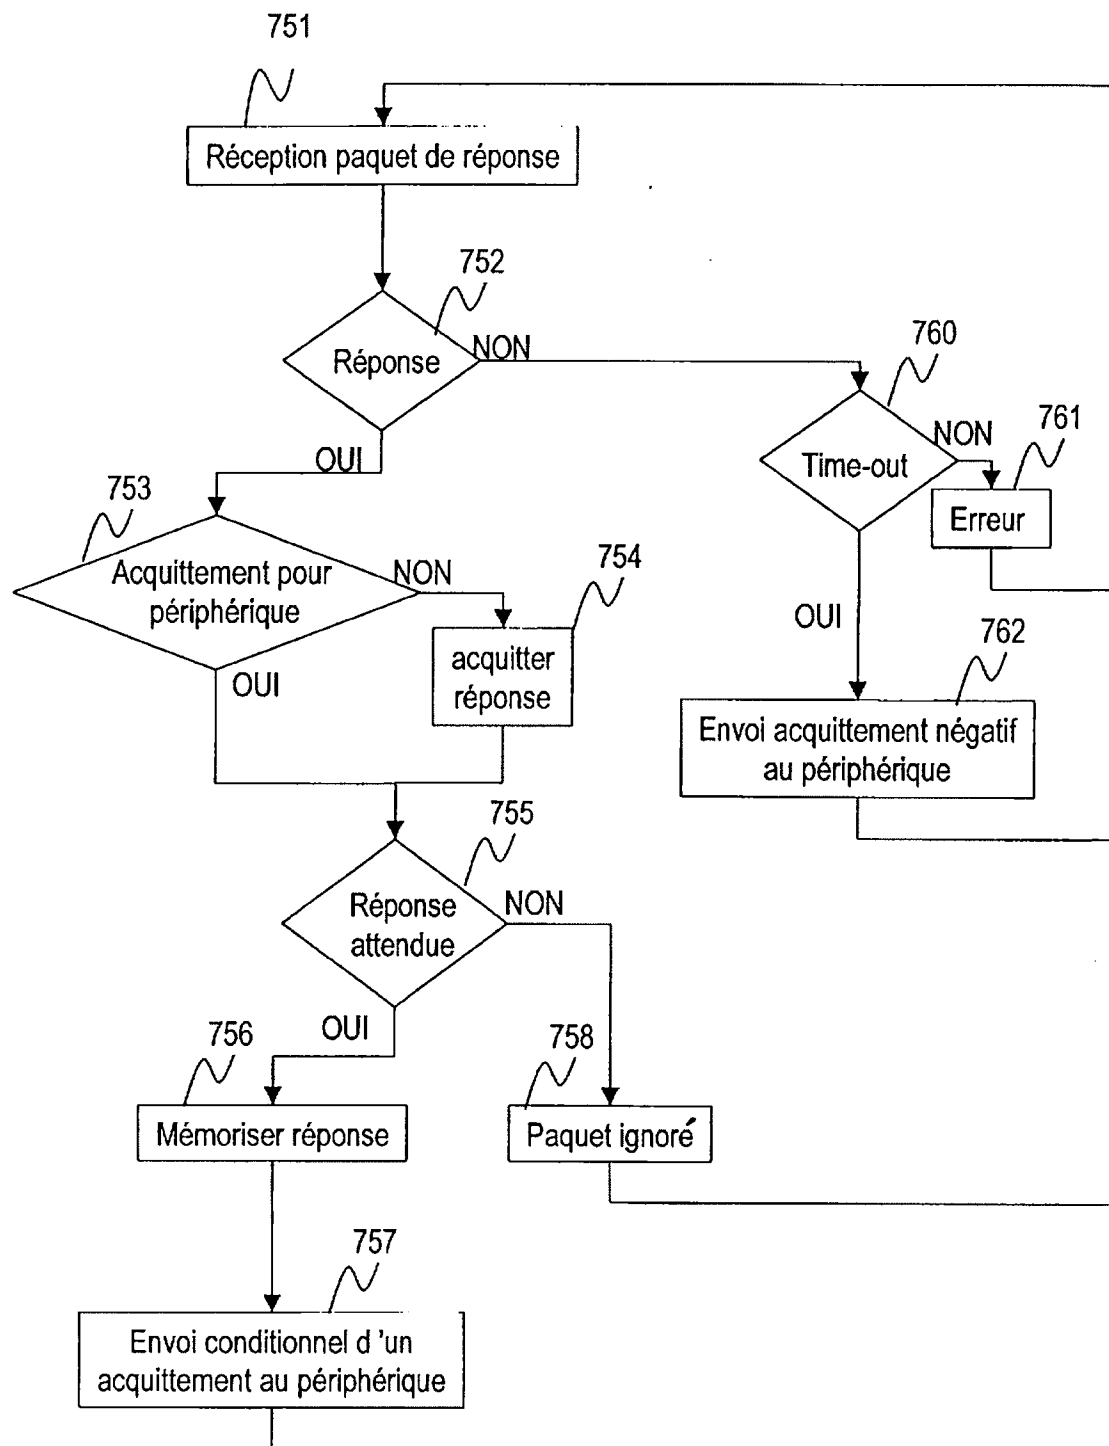 751
Réception paquet de réponse
752
Réponse
NON
760
OUI
Time-out
NON
761
Erreur
753
Acquittement pour
périphérique
NON
754
acquitter
réponse
OUI
OUI
762
Envoi acquittement négatif
au périphérique
755
Réponse
attendue
NON
OUI
756
Mémoriser réponse
758
Paquet ignoré
757
Envoi conditionnel d 'un
acquittement au périphérique